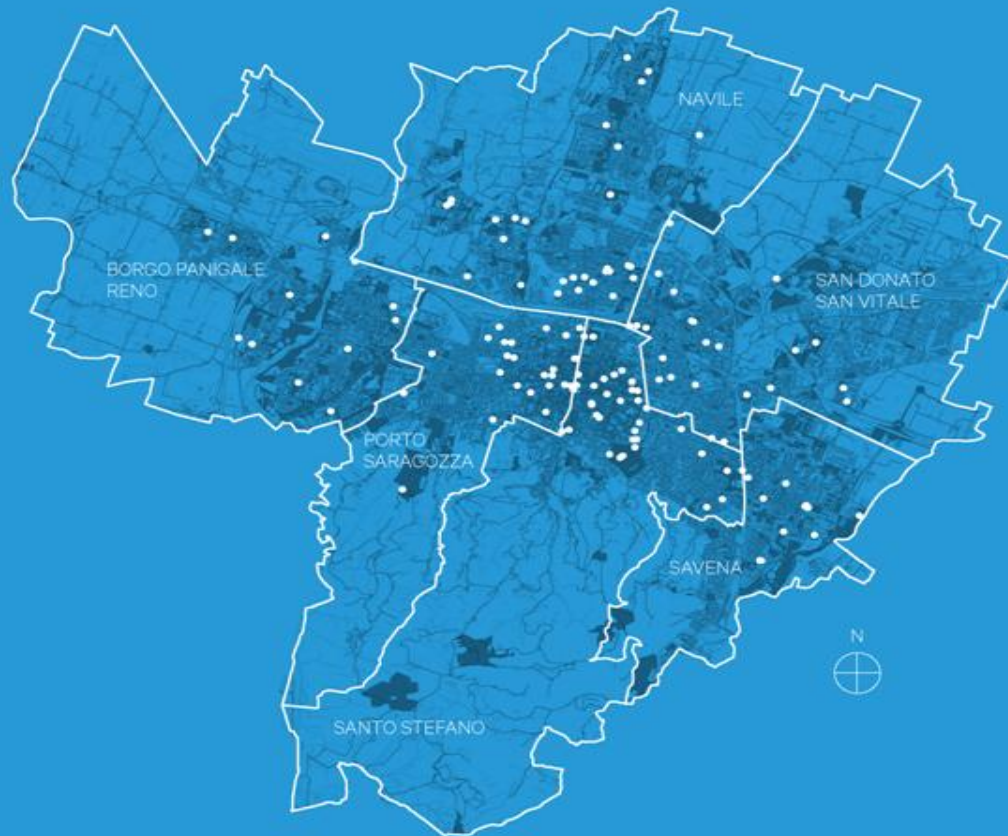 NAVILE
BORGO PANIGALE
RENO
SAN DONATO
SAN VITALE
PORTO
SARAGOZZA
SAVENA
N
SANTO STEFANO